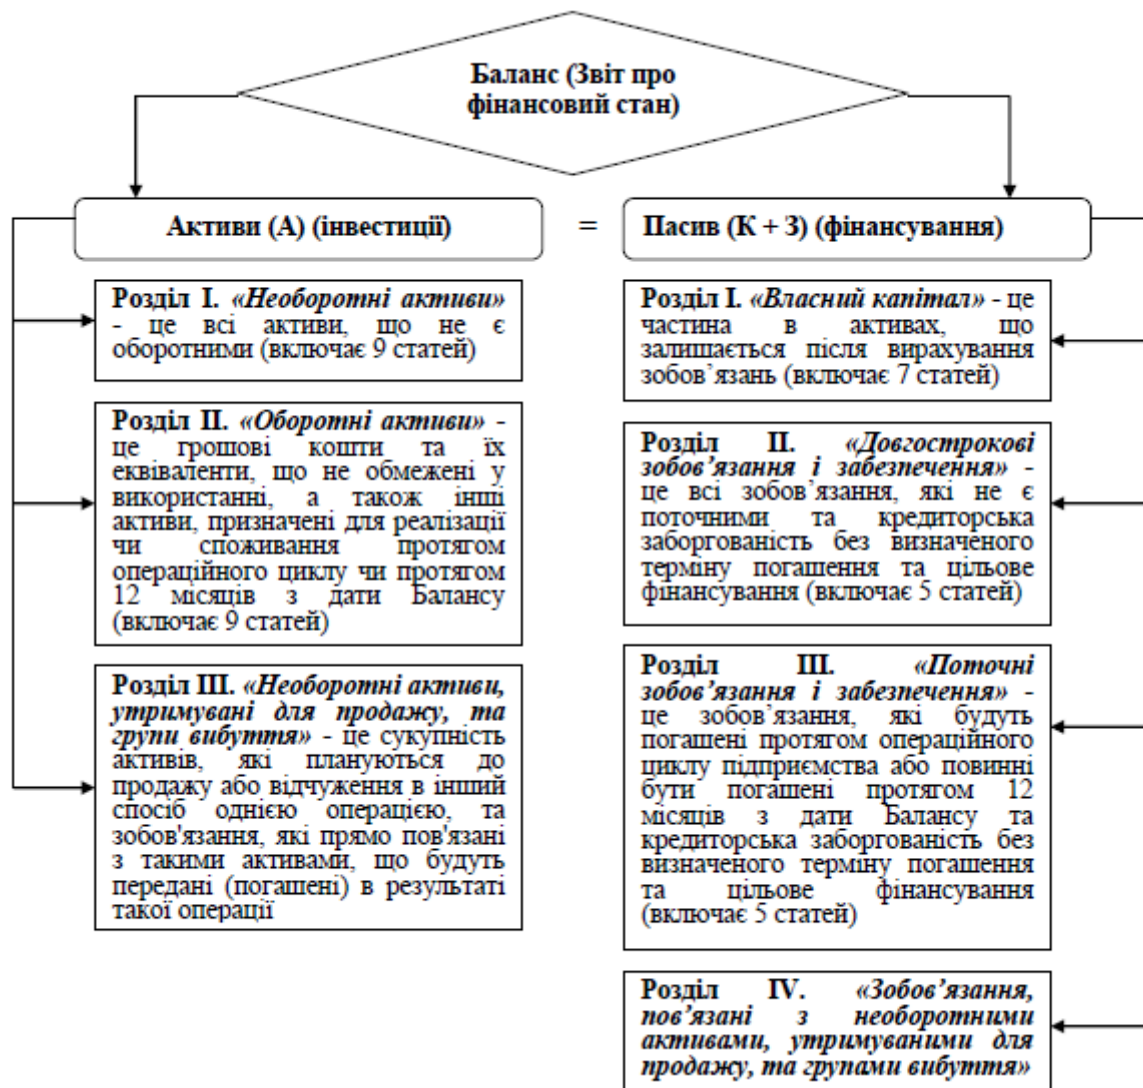 Баланс (Звіт про
фінансовий стан)
Активи (А) (інвестиції)
=
Пасив (К + З) (фінансування)
Розділ І. «Необоротні активи»
- це всі активи, що не є
оборотними (включає 9 статей)
Розділ ІІ. «Оборотні активи» -
це грошові кошти та їх
еквіваленти, що не обмежені у
використанні, а також інші
активи, призначені для реалізації
чи споживання протягом
операційного циклу чи протягом
12 місяців з дати Балансу
(включає 9 статей)
Розділ ІІІ. «Необоротні активи,
утримувані для продажу, та
групи вибуття» - це сукупність
активів, які плануються до
продажу або відчуження в інший
спосіб однією операцією, та
зобов'язання, які прямо пов'язані
з такими активами, що будуть
передані (погашені) в результаті
такої операції
Розділ І. «Власний капітал» - це
частина в активах, що
залишається після вирахування
зобов’язань (включає 7 статей)
Розділ ІІ. «Довгострокові
зобов’язання і забезпечення» -
це всі зобов’язання, які не є
поточними та кредиторська
заборгованість без визначеного
терміну погашення та цільове
фінансування (включає 5 статей)
Розділ ІІІ. «Поточні
зобов’язання і забезпечення» -
це зобов’язання, які будуть
погашені протягом операційного
циклу підприємства або повинні
бути погашені протягом 12
місяців з дати Балансу та
кредиторська заборгованість без
визначеного терміну погашення
та цільове фінансування
(включає 5 статей)
Розділ IV. «Зобов’язання,
пов’язані з необоротними
активами, утримуваними для
продажу, та групами вибуття»